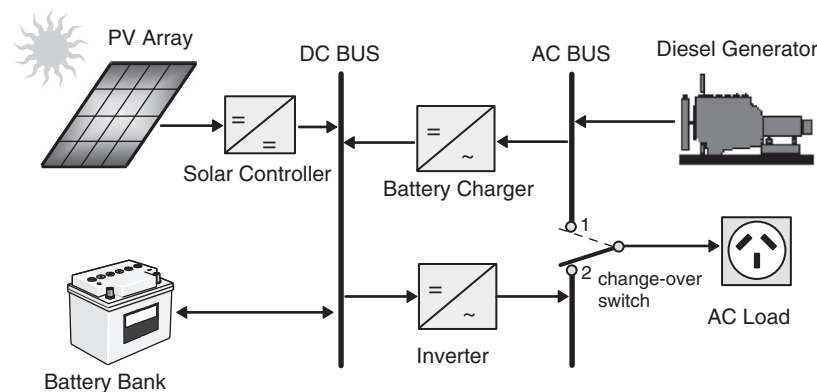 PV Array
DC BUS
AC BUS
Diesel Generator
=
=
Solar Controller
=
~
Battery Charger
1
2
change-over
switch
AC Load
=
~
Inverter
Battery Bank